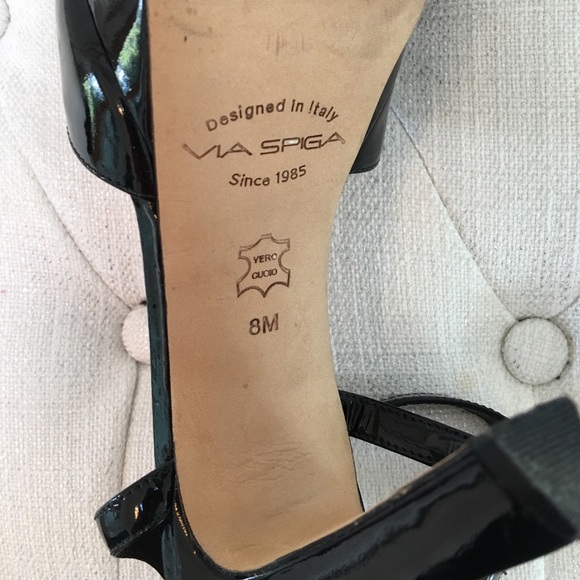 Designed in Italy
VIA SPIGA
Since 1985
VERO
CUOIO
8M